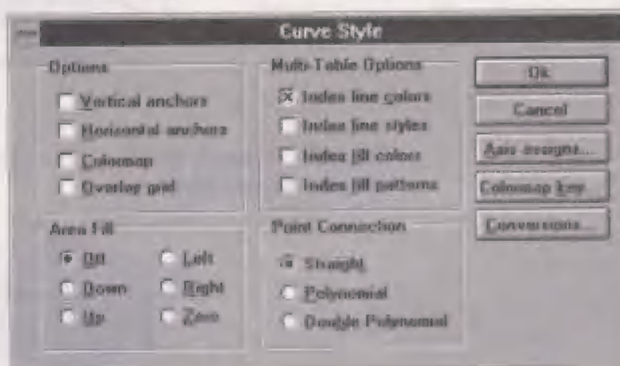 Curve Style
Options
Vertical anchors
Horizontal anchors
Colormap
Overlay grid
Multi-Table Options
Index line colors
Index line styles
Index fill colors
Index fill patterns
Ok
Cancel
Axis assigns...
Colormap key...
Conversions...
Area Fill
Off
Left
Down
Right
Up
Zero
Point Connection
Straight
Polynomial
Double Polynomial